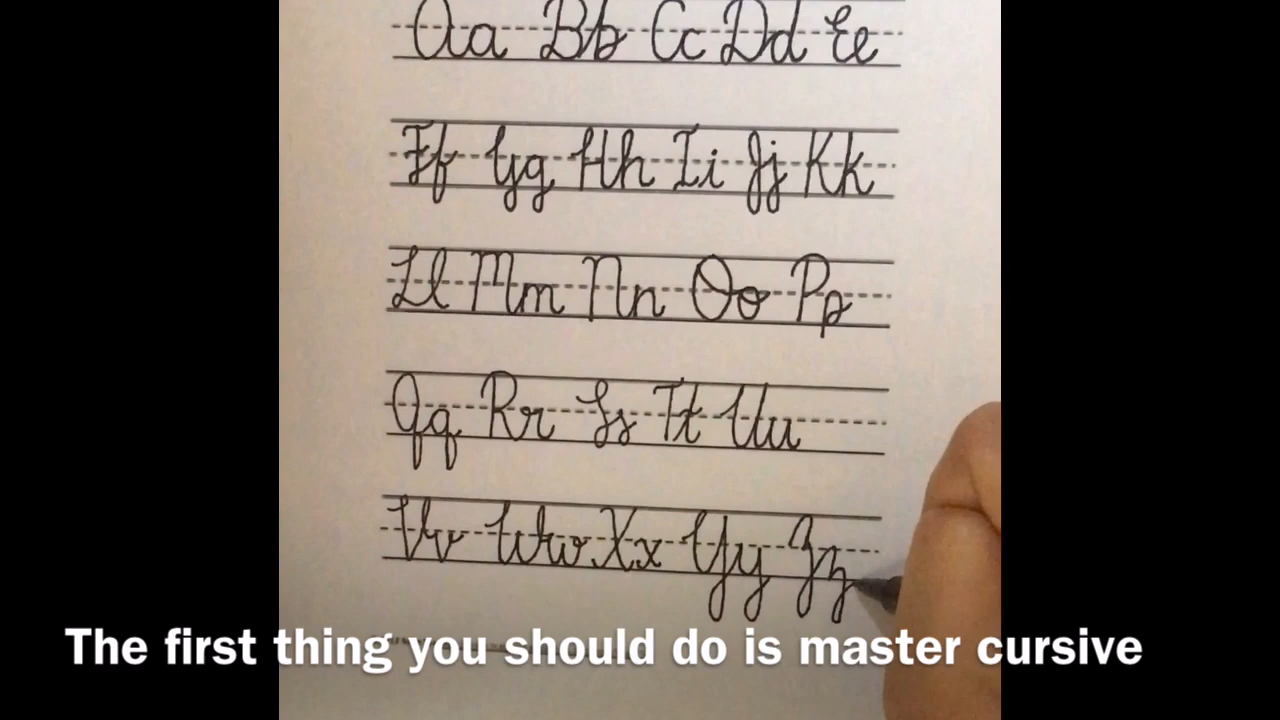 Aa Bb Cc Dd Ee
Ff Gg Hh Ii Jj Kk
Ll Mm Nn Oo Pp
Qq Rr Ss Tt Uu
Vv Ww Xx Yy Zz
The first thing you should do is master cursive